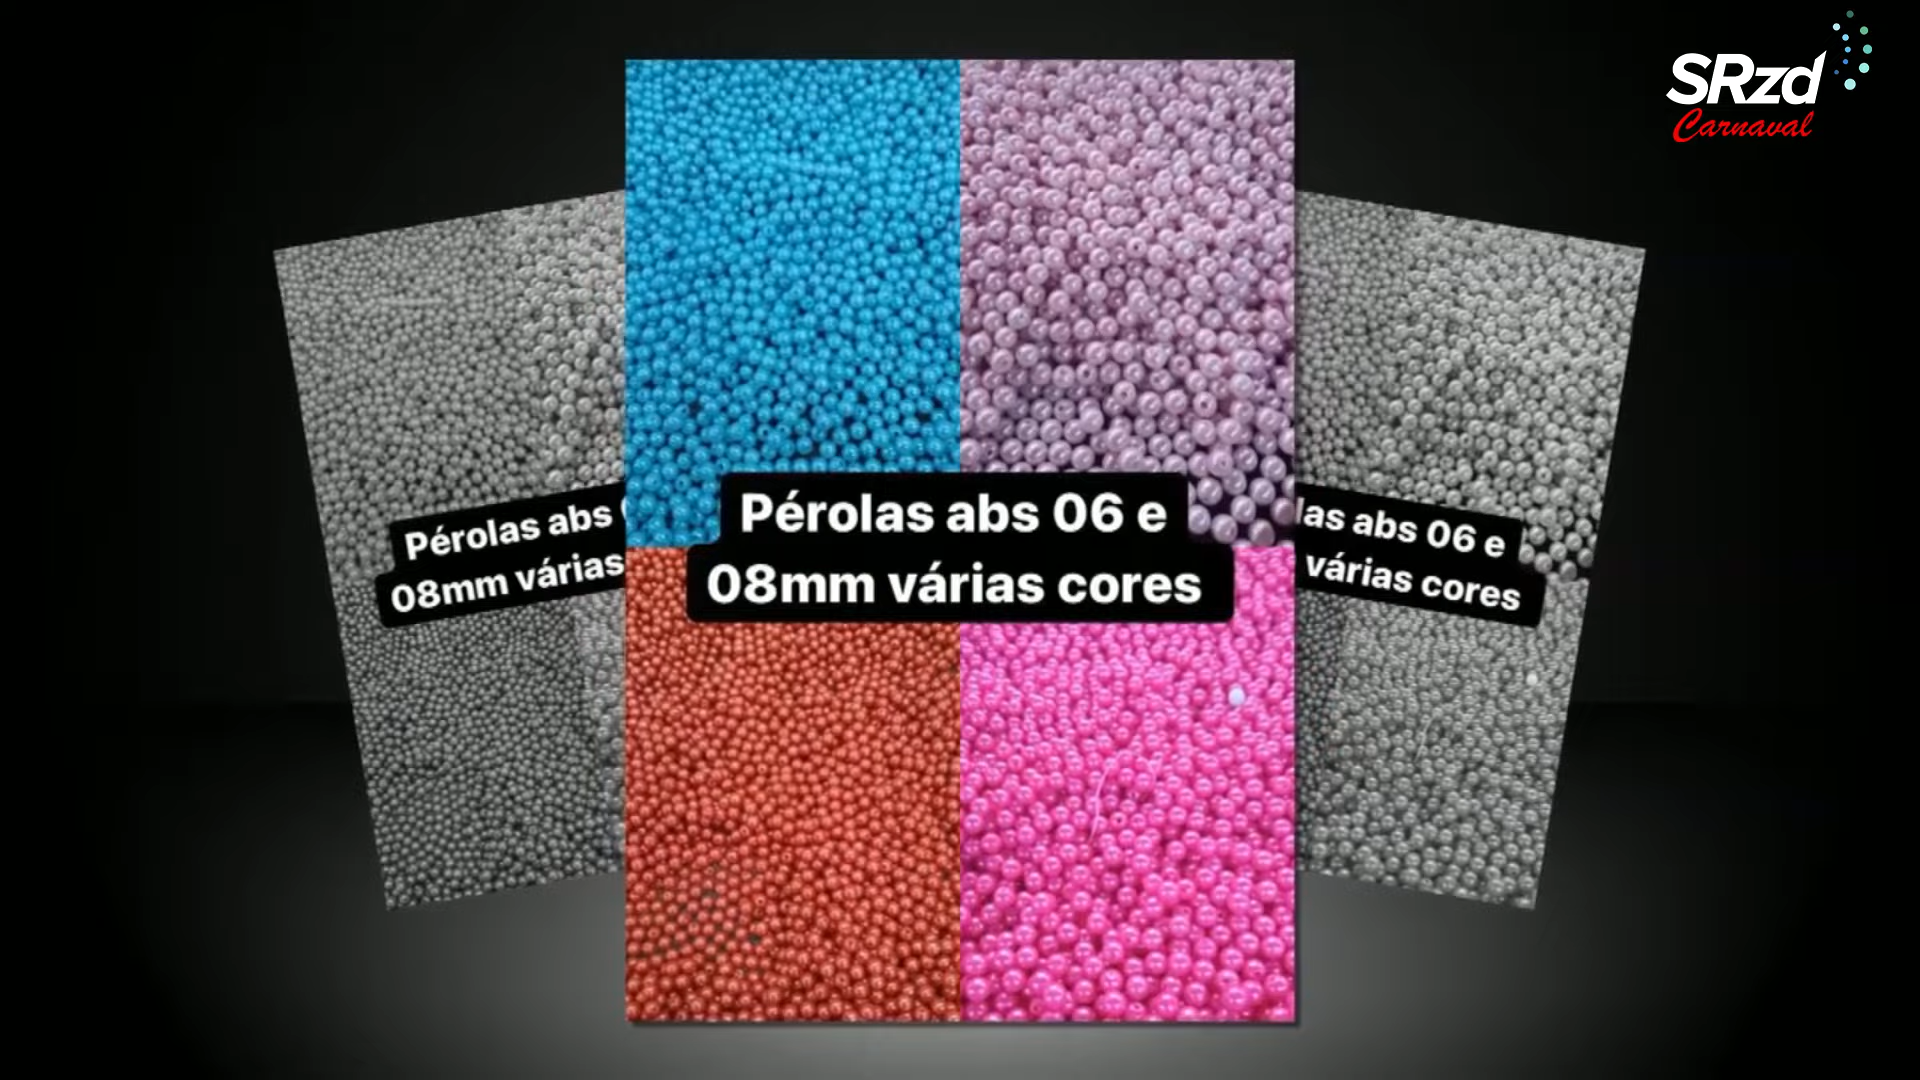 SRzd
Carnaval
Pérolas abs
08mm várias
Pérolas abs 06 e
08mm várias cores
las abs 06 e
várias cores